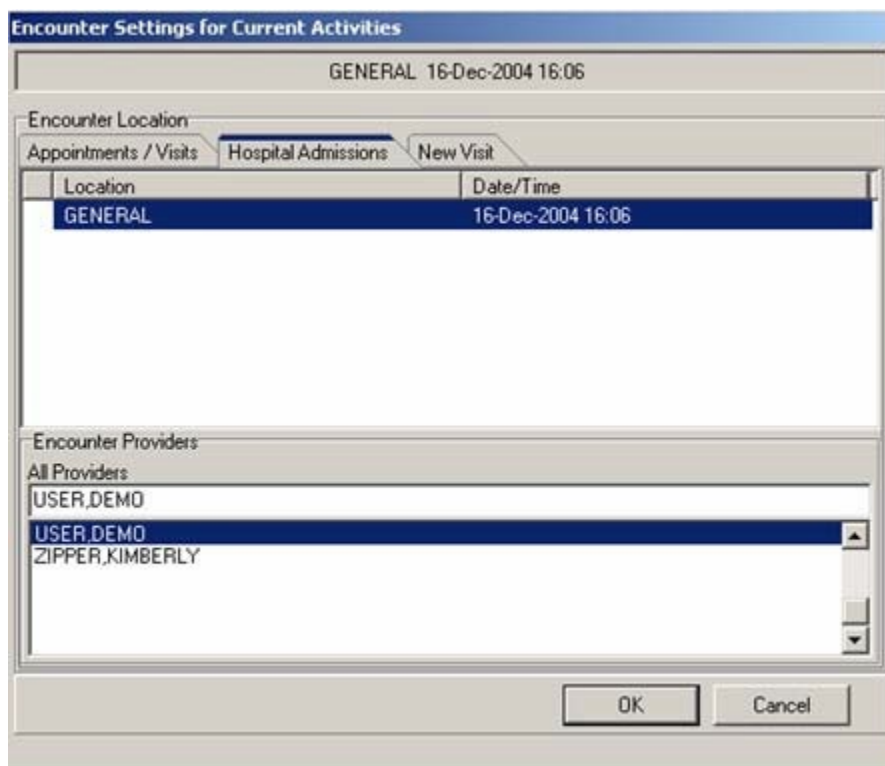 Encounter Settings for Current Activities
GENERAL 16-Dec-2004 16:06
Encounter Location
Appointments / Visits Hospital Admissions New Visit
Location Date/Time
GENERAL 16-Dec-2004 16:06
Encounter Providers
All Providers
USER,DEMO
USER,DEMO
ZIPPER,KIMBERLY
OK Cancel